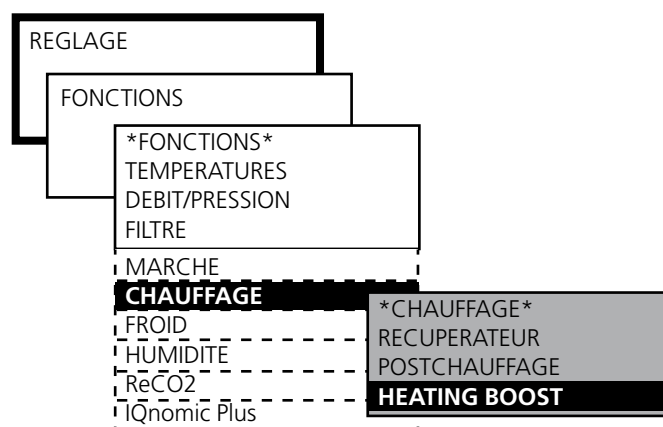 REGLAGE
FONCTIONS
*FONCTIONS*
TEMPERATURES
DEBIT/PRESSION
FILTRE
MARCHE
CHAUFFAGE
FROID
HUMIDITE
ReCO2
IQnomic Plus
*CHAUFFAGE*
RECUPERATEUR
POSTCHAUFFAGE
HEATING BOOST